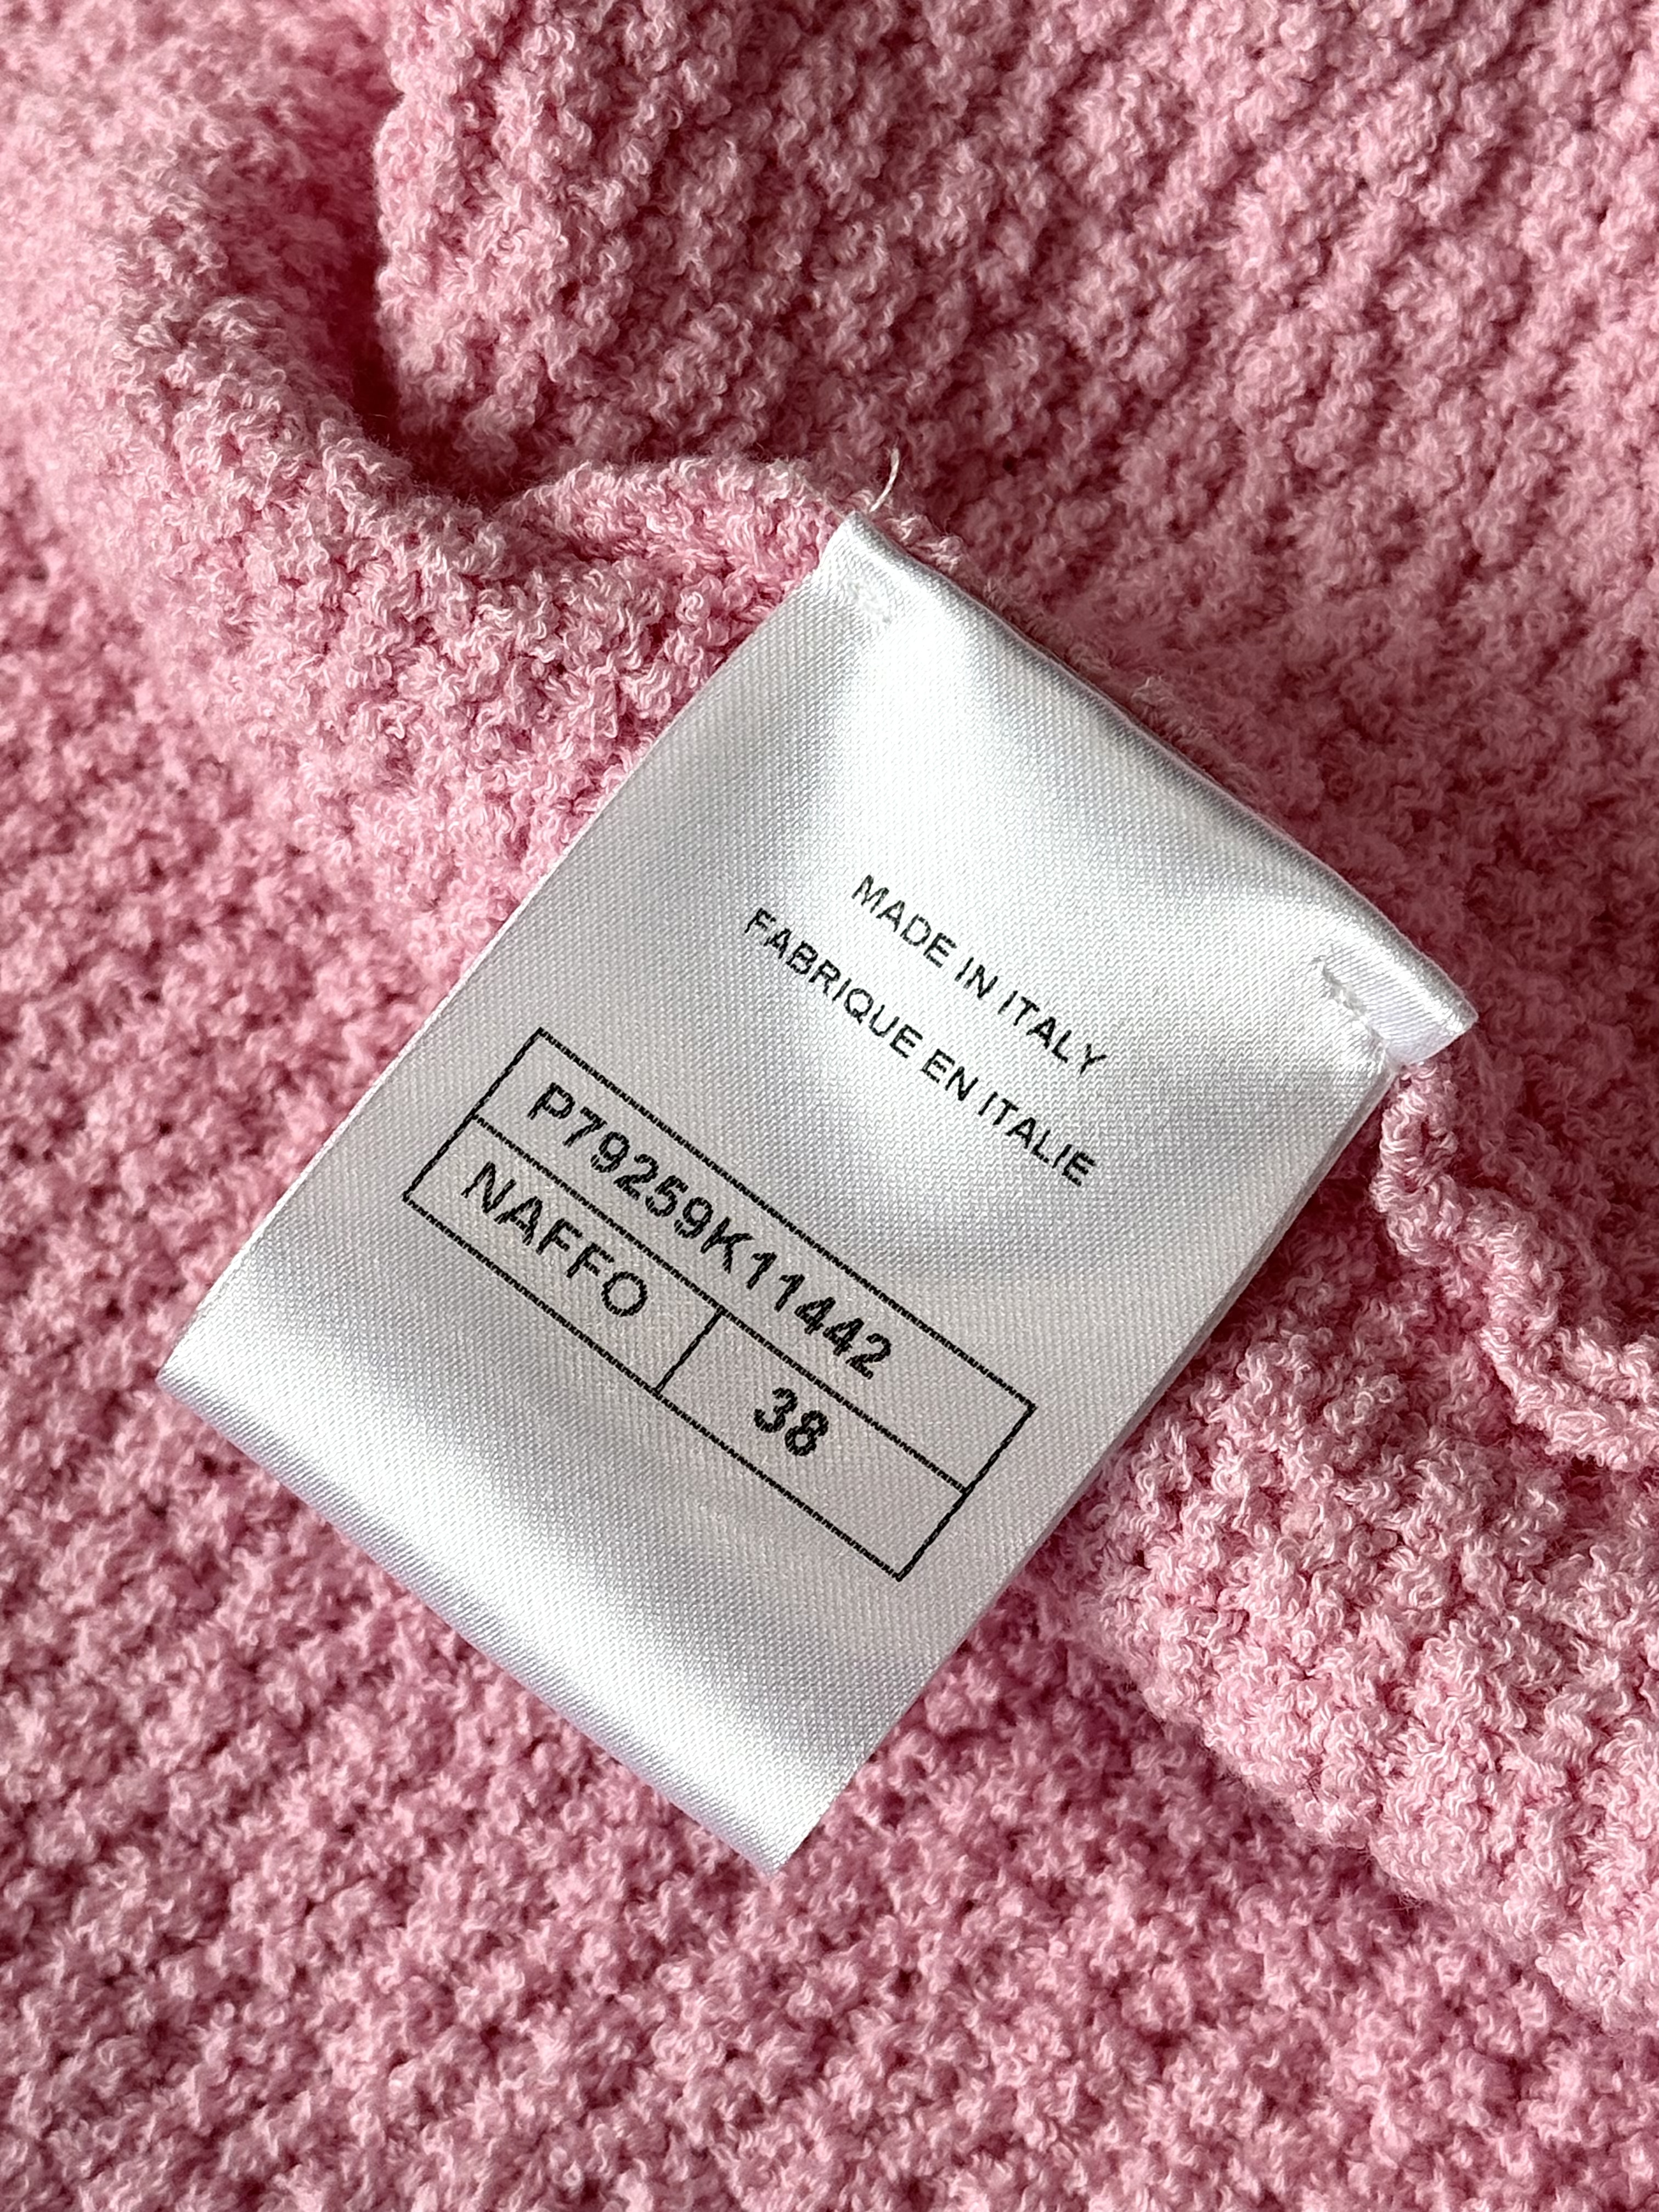 MADE IN ITALY
FABRIQUE EN ITALIE
P79259K11442
NAFFO 38